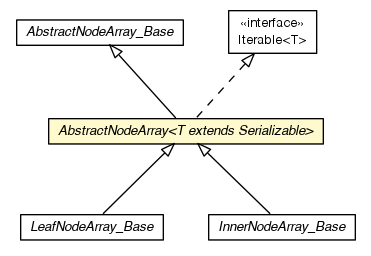 AbstractNodeArray_Base
«interface»
Iterable<T>
AbstractNodeArray<T extends Serializable>
LeafNodeArray_Base
InnerNodeArray_Base